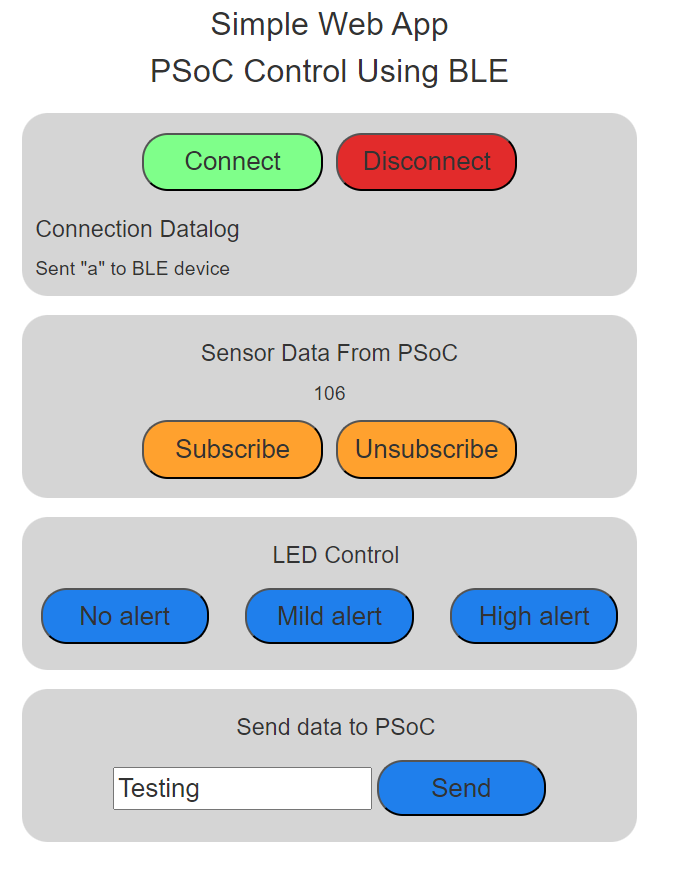 Simple Web App
PSoC Control Using BLE
Connect Disconnect
Connection Datalog
Sent "a" to BLE device
Sensor Data From PSoC
106
Subscribe Unsubscribe
LED Control
No alert Mild alert High alert
Send data to PSoC
Testing Send